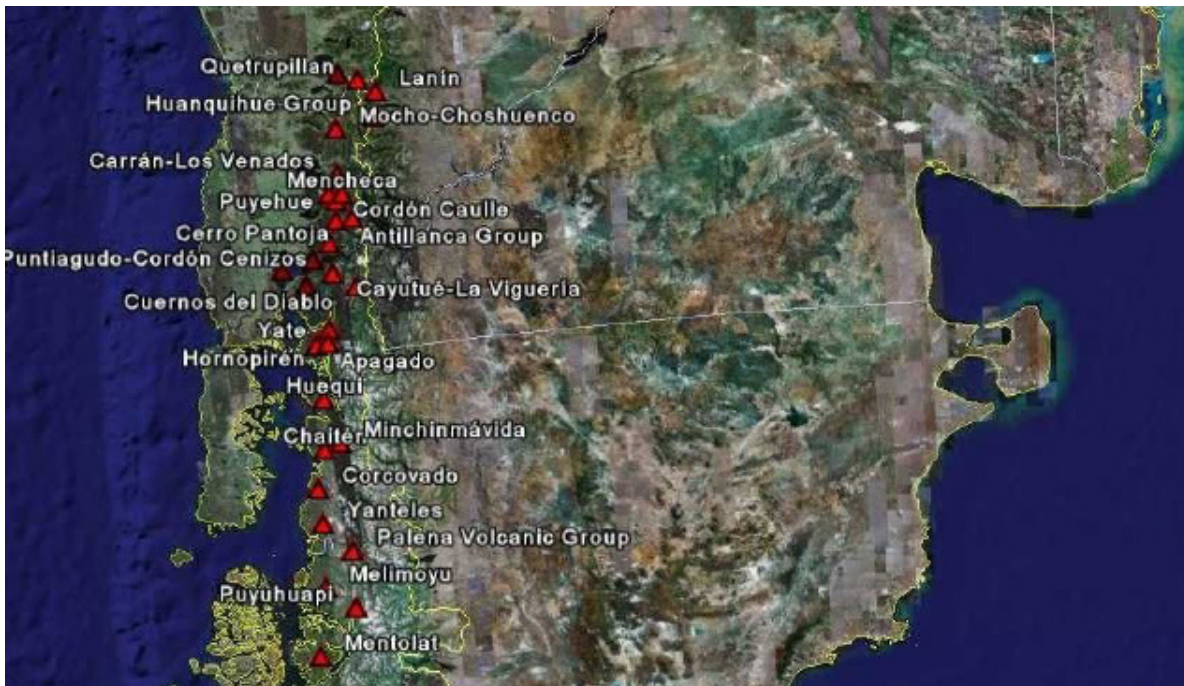 Quetrupillan
Lanín
Huanquihue Group
Mocho-Choshuenco
Carrán-Los Venados
Mencheca
Puyehue
Cordón Caulle
Cerro Pantoja
Antillanca Group
Puntiagudo-Cordón Cenizos
Cayutué-La Viguería
Cuernos del Diablo
Yate
Hornopirén
Apagado
Huequi
Chaitén
Minchinmávida
Corcovado
Yanteles
Palena Volcanic Group
Melimoyu
Puyuhuapi
Mentolat